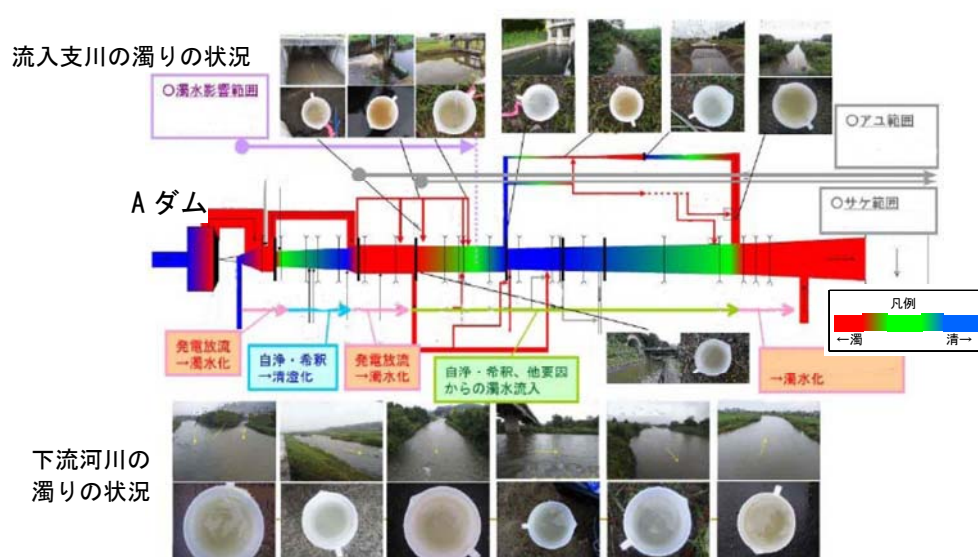 流入支川の濁りの状況
○濁水影響範囲
○アユ範囲
Aダム
○サケ範囲
凡例
←濁
清→
発電放流
→濁水化
自浄・希釈
→清澄化
発電放流
→濁水化
自浄・希釈、他要因
からの濁水流入
→濁水化
下流河川の
濁りの状況